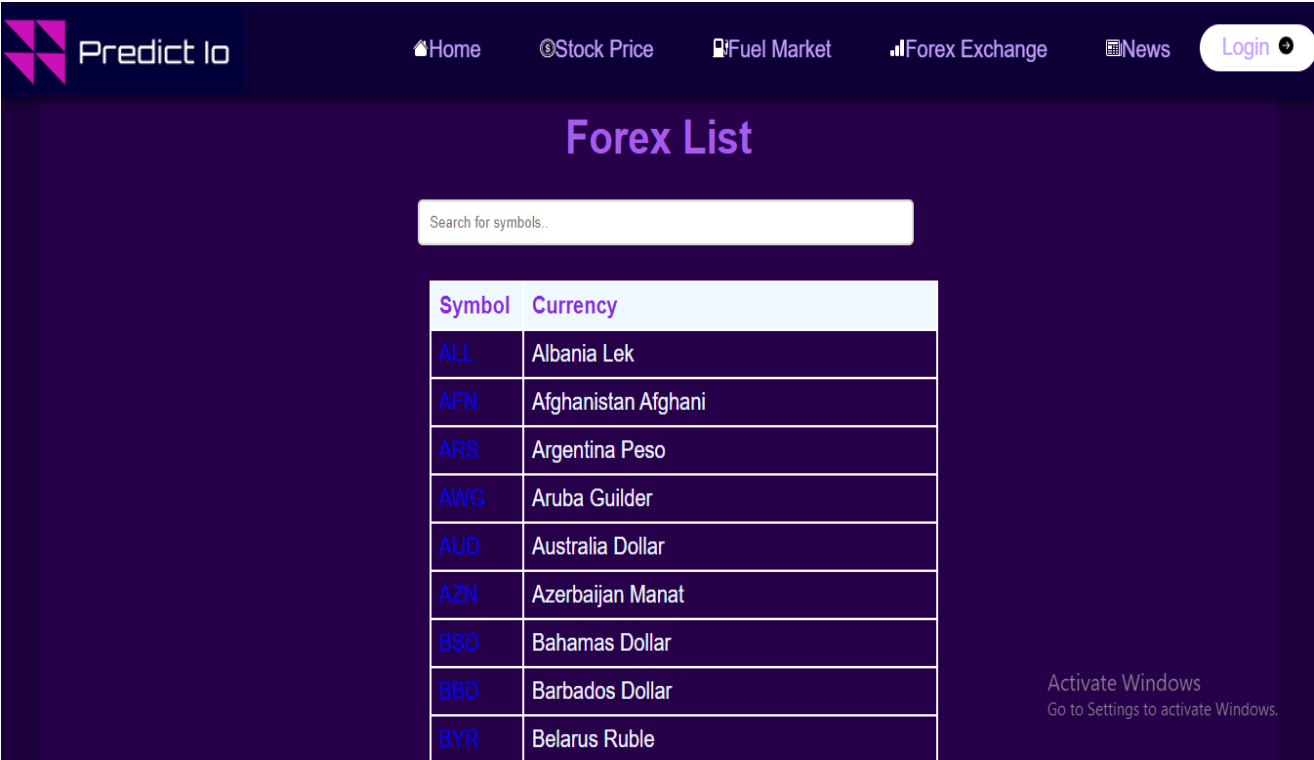 Predict Io
Home Stock Price Fuel Market Forex Exchange News Login
Forex List
Search for symbols..
Symbol Currency
ALL Albania Lek
AFN Afghanistan Afghani
ARS Argentina Peso
AWG Aruba Guilder
AUD Australia Dollar
AZN Azerbaijan Manat
BSD Bahamas Dollar
BBD Barbados Dollar
BYR Belarus Ruble
Activate Windows
Go to Settings to activate Windows.